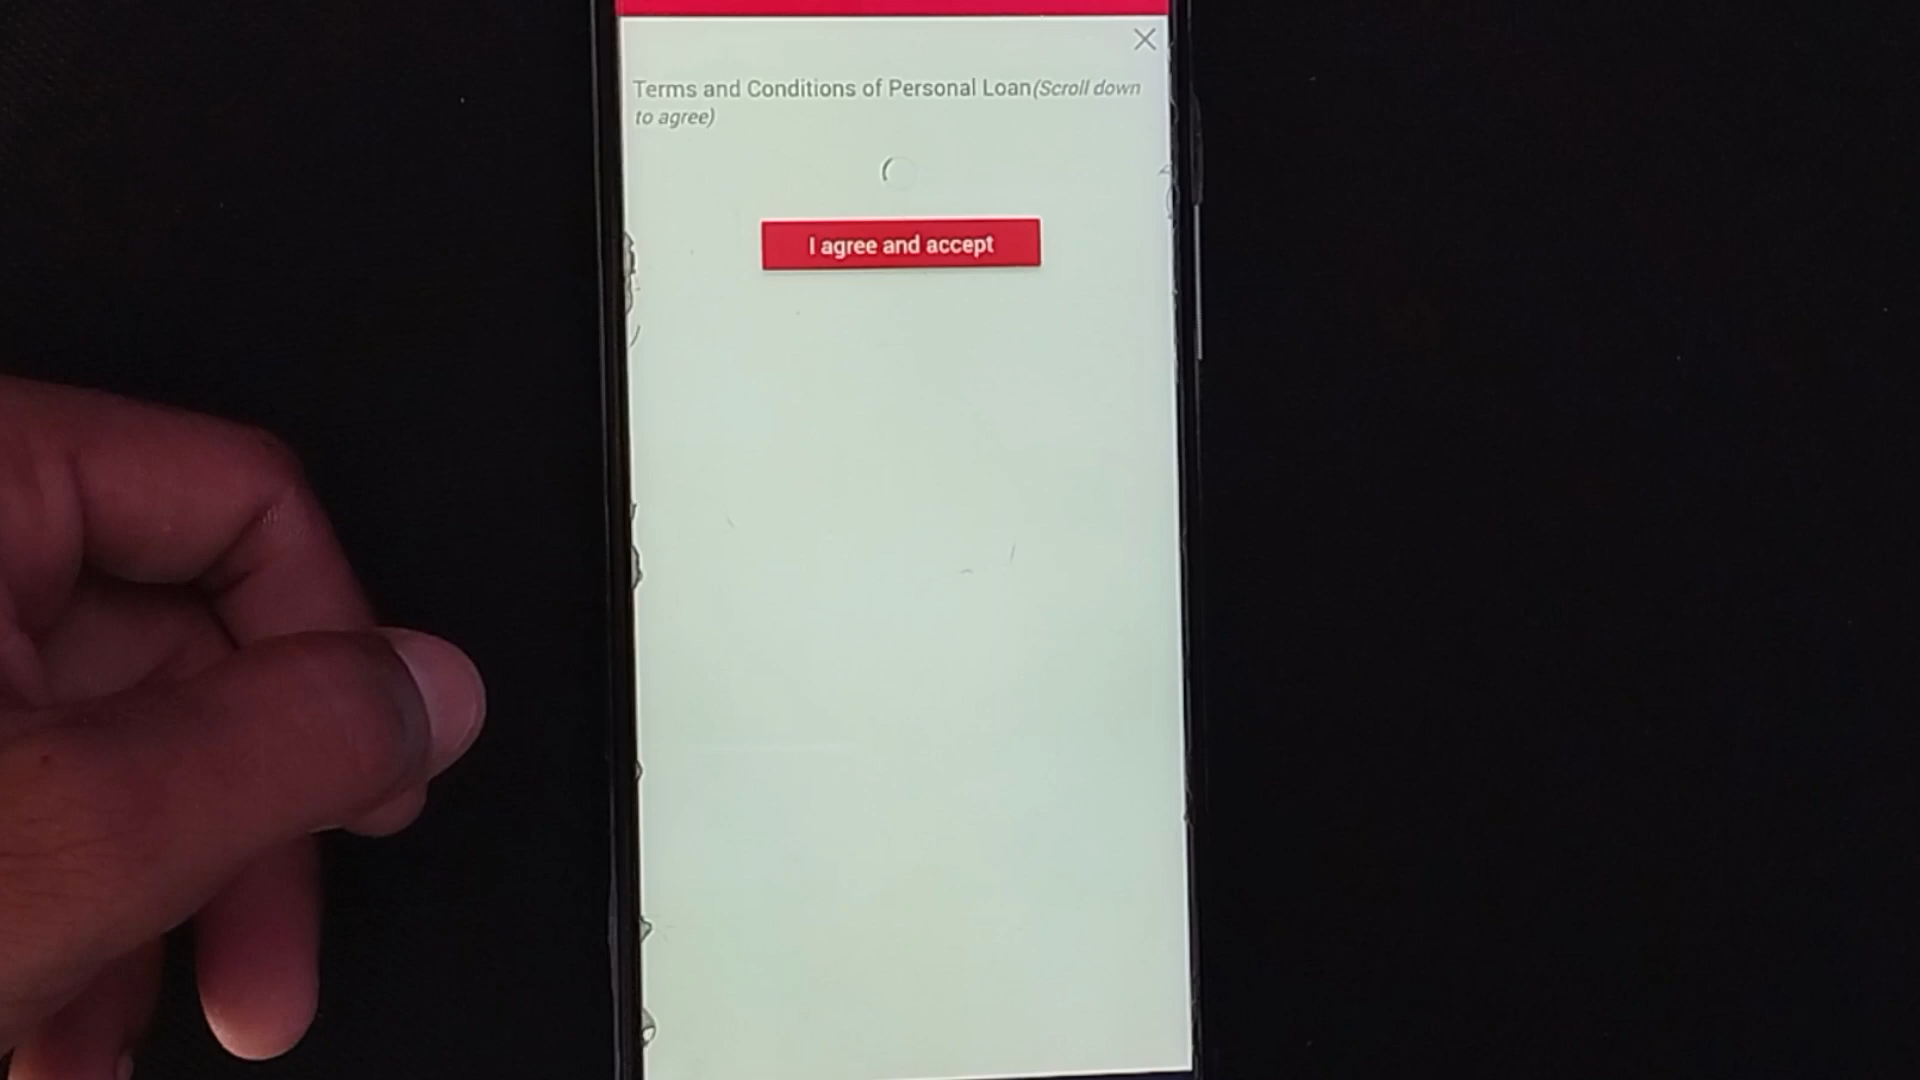 Terms and Conditions of Personal Loan(Scroll down
to agree)
I agree and accept